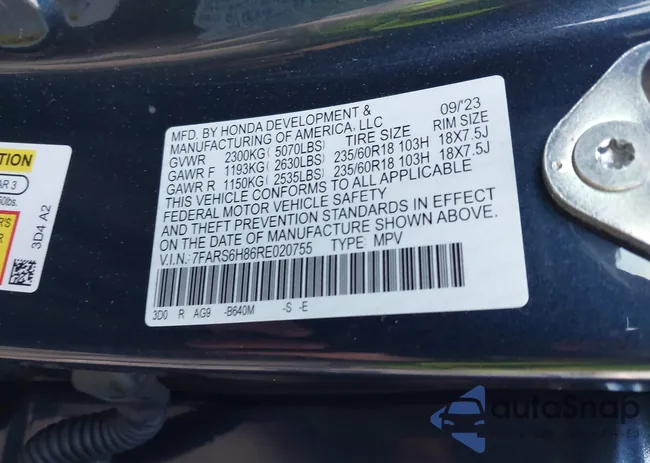 MFD. BY HONDA DEVELOPMENT & 09/'23
MANUFACTURING OF AMERICA, LLC
GVWR 2300KG( 5070LBS) TIRE SIZE RIM SIZE
GAWR F 1193KG( 2630LBS) 235/60R18 103H 18X7.5J
GAWR R 1150KG( 2535LBS) 235/60R18 103H 18X7.5J
THIS VEHICLE CONFORMS TO ALL APPLICABLE
FEDERAL MOTOR VEHICLE SAFETY
AND THEFT PREVENTION STANDARDS IN EFFECT
ON THE DATE OF MANUFACTURE SHOWN ABOVE.
V.I.N.: 7FARS6H86RE020755 TYPE: MPV
3D0 R AG9 -B640M -S -E
TION
AR 3
3D4 A2
autoSnap